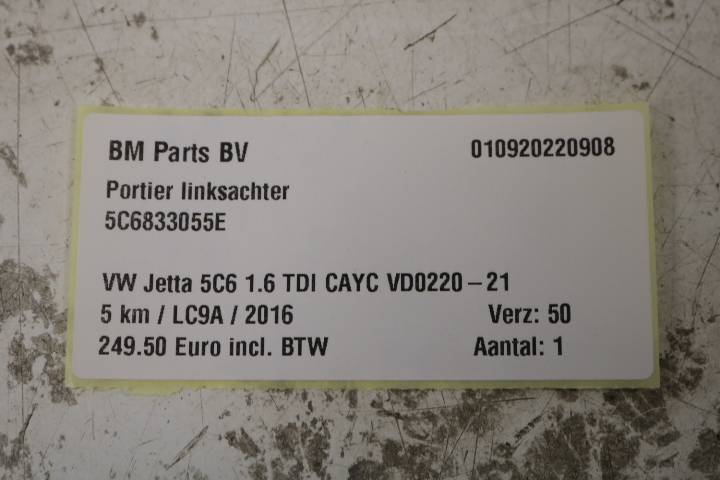 BM Parts BV 010920220908
Portier linksachter
5C6833055E
VW Jetta 5C6 1.6 TDI CAYC VD0220-21
5 km / LC9A / 2016 Verz: 50
249.50 Euro incl. BTW Aantal: 1